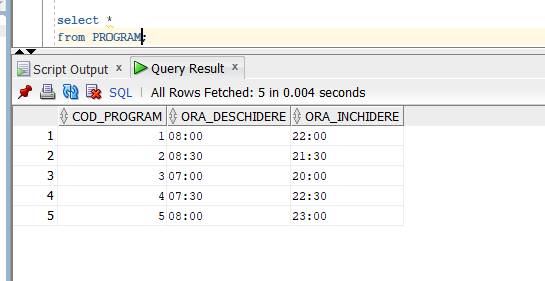 select *
from PROGRAM;
Script Output x Query Result x
SQL | All Rows Fetched: 5 in 0.004 seconds
COD_PROGRAM ORA_DESCHIDERE ORA_INCHIDERE
1 1 08:00 22:00
2 2 08:30 21:30
3 3 07:00 20:00
4 4 07:30 22:30
5 5 08:00 23:00